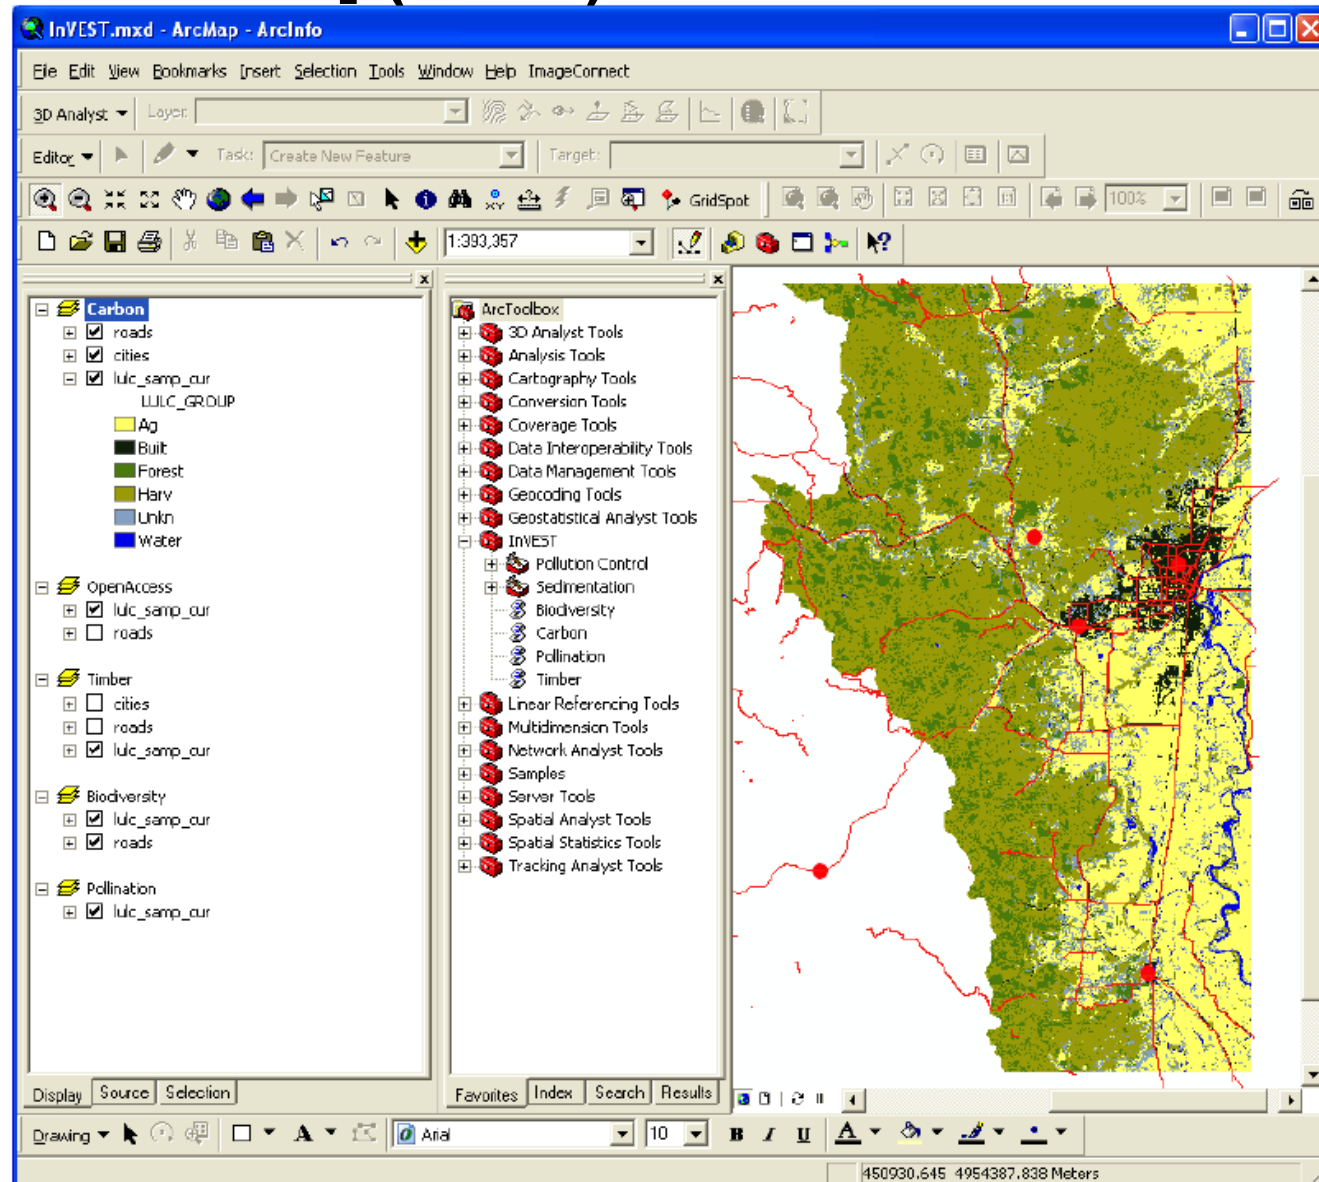 InVEST.mxd - ArcMap - ArcInfo
File Edit View Bookmarks Insert Selection Tools Window Help ImageConnect
3D Analyst Layer:
Editor Task: Create New Feature Target:
GridSpot 100%
1:393,357
Carbon
roads
cities
lulc_samp_cur
LULC_GROUP
Ag
Built
Forest
Harv
Unkn
Water
OpenAccess
lulc_samp_cur
roads
Timber
cities
roads
lulc_samp_cur
Biodiversity
lulc_samp_cur
roads
Pollination
lulc_samp_cur
Display Source Selection
ArcToolbox
3D Analyst Tools
Analysis Tools
Cartography Tools
Conversion Tools
Coverage Tools
Data Interoperability Tools
Data Management Tools
Geocoding Tools
Geostatistical Analyst Tools
InVEST
Pollution Control
Sedimentation
Biodiversity
Carbon
Pollination
Timber
Linear Referencing Tools
Multidimension Tools
Network Analyst Tools
Samples
Server Tools
Spatial Analyst Tools
Spatial Statistics Tools
Tracking Analyst Tools
Favorites Index Search Results
Drawing A Arial 10 B I U A
450930.645 4954387.838 Meters